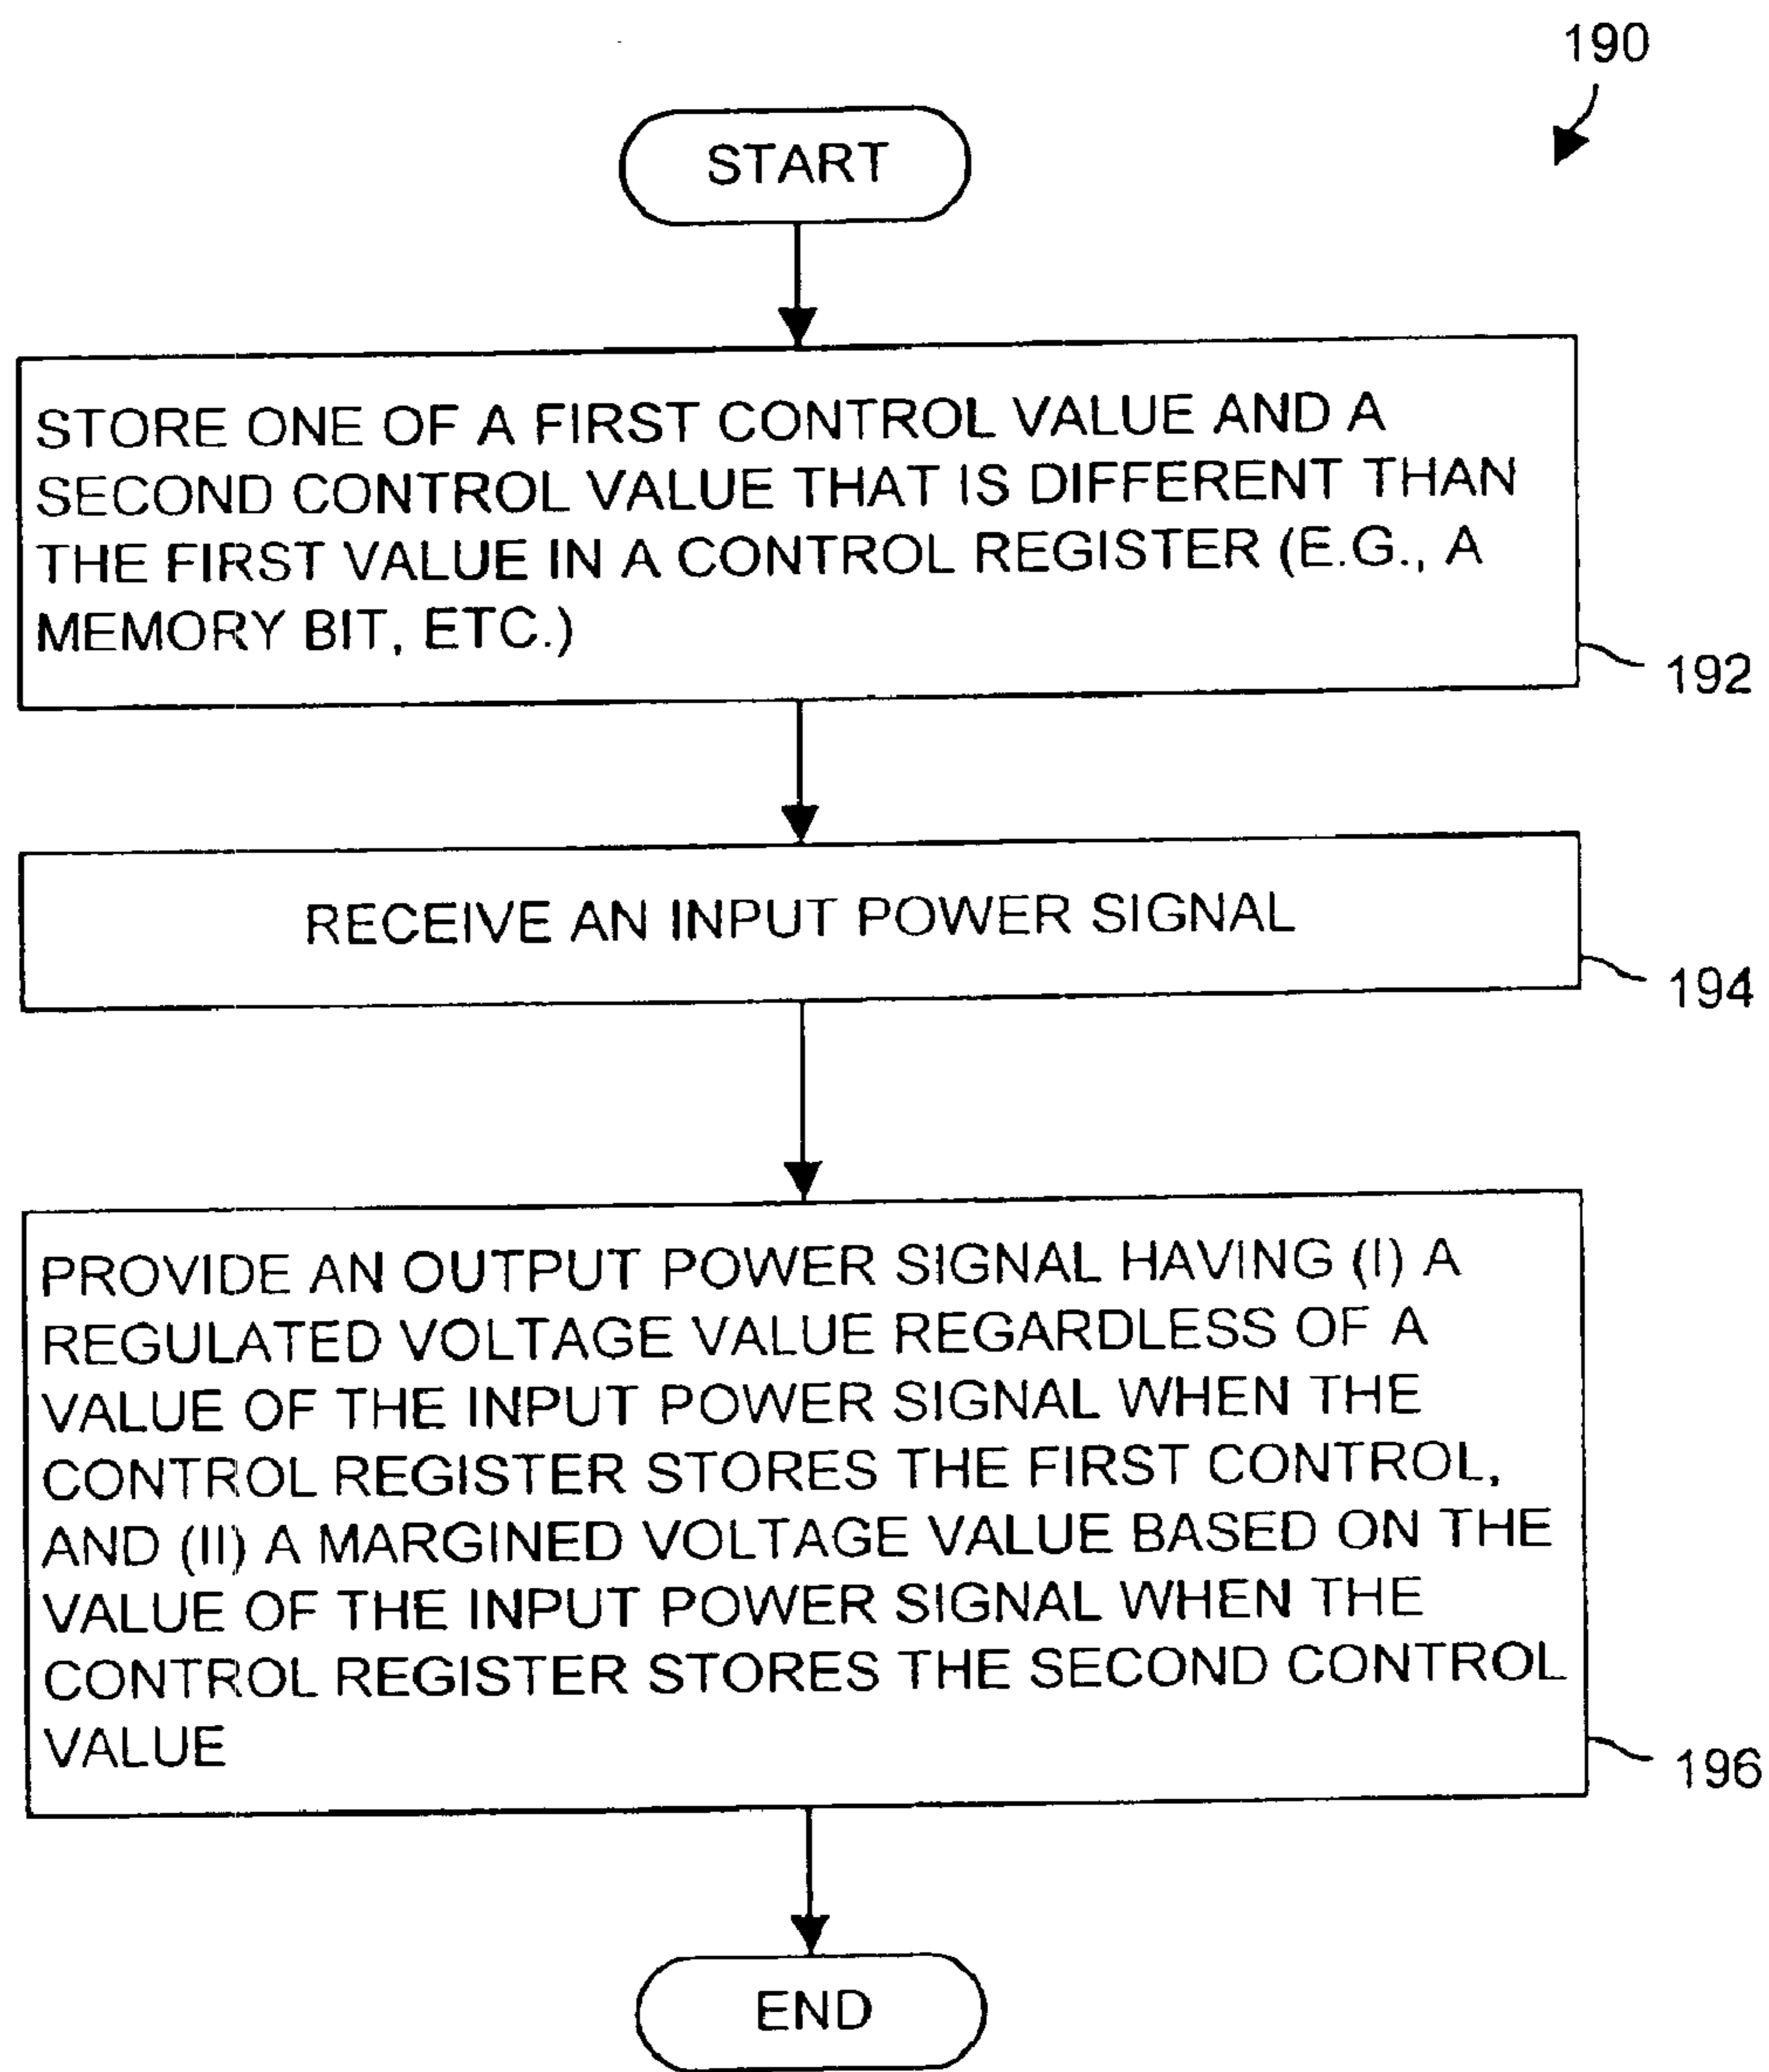 190
START
STORE ONE OF A FIRST CONTROL VALUE AND A
SECOND CONTROL VALUE THAT IS DIFFERENT THAN
THE FIRST VALUE IN A CONTROL REGISTER (E.G., A
MEMORY BIT, ETC.)
192
RECEIVE AN INPUT POWER SIGNAL
194
PROVIDE AN OUTPUT POWER SIGNAL HAVING (I) A
REGULATED VOLTAGE VALUE REGARDLESS OF A
VALUE OF THE INPUT POWER SIGNAL WHEN THE
CONTROL REGISTER STORES THE FIRST CONTROL,
AND (II) A MARGINED VOLTAGE VALUE BASED ON THE
VALUE OF THE INPUT POWER SIGNAL WHEN THE
CONTROL REGISTER STORES THE SECOND CONTROL
VALUE
196
END